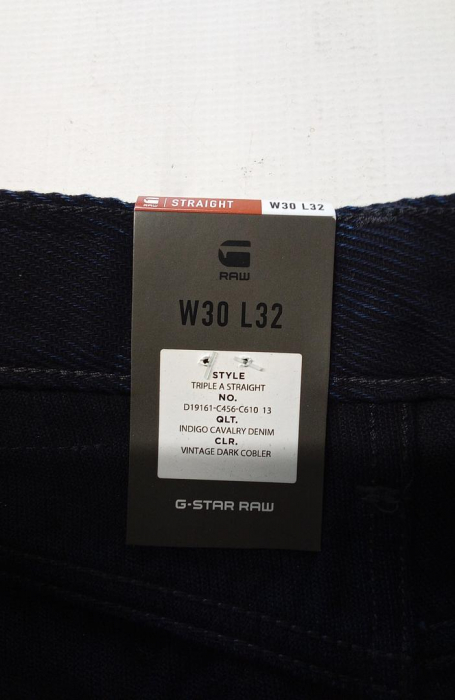 RAW STRAIGHT W30 L32
RAW
W30 L32
STYLE
TRIPLE A STRAIGHT
NO.
D19161-C456-C610 13
QLT.
INDIGO CAVALRY DENIM
CLR.
VINTAGE DARK COBLER
G-STAR RAW